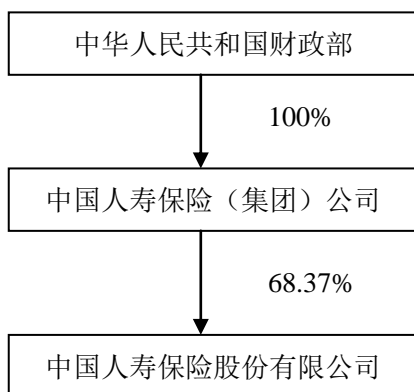 中华人民共和国财政部
100%
中国人寿保险（集团）公司
68.37%
中国人寿保险股份有限公司